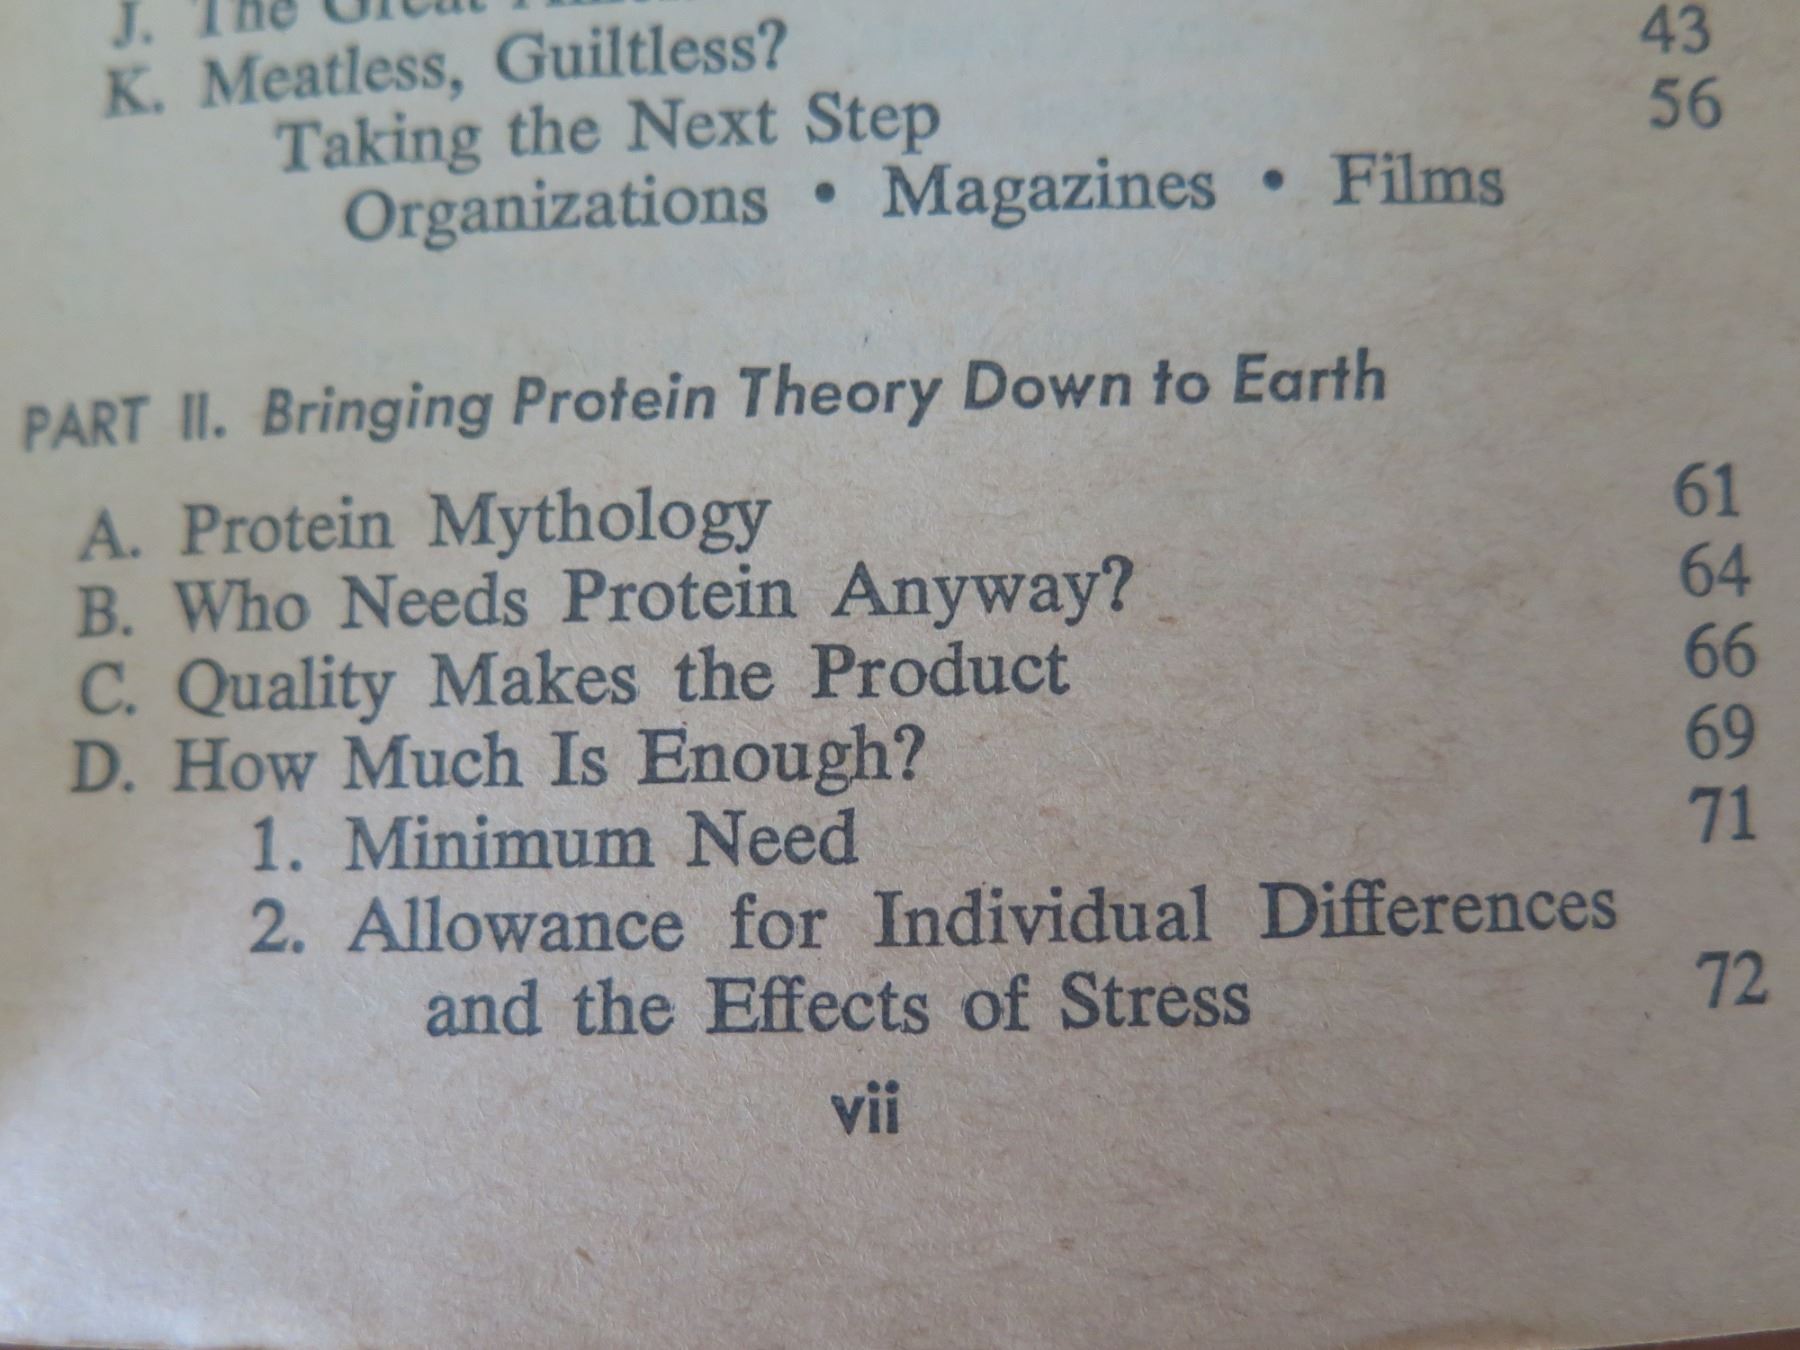 J. The Great
K. Meatless, Guiltless? 43
Taking the Next Step 56
Organizations • Magazines • Films
PART II. Bringing Protein Theory Down to Earth
A. Protein Mythology 61
B. Who Needs Protein Anyway? 64
C. Quality Makes the Product 66
D. How Much Is Enough? 69
1. Minimum Need 71
2. Allowance for Individual Differences
and the Effects of Stress 72
vii